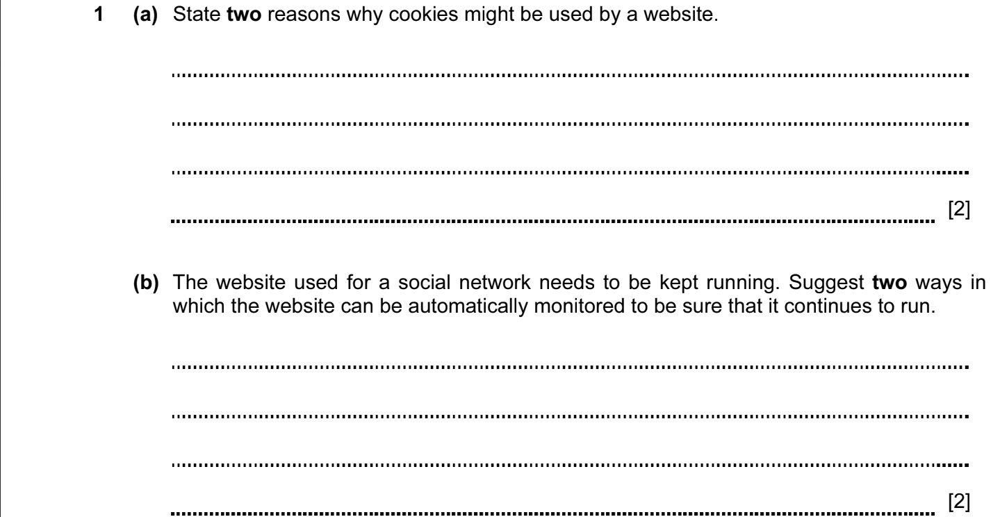 1 (a) State two reasons why cookies might be used by a website.
[2]
(b) The website used for a social network needs to be kept running. Suggest two ways in
which the website can be automatically monitored to be sure that it continues to run.
[2]